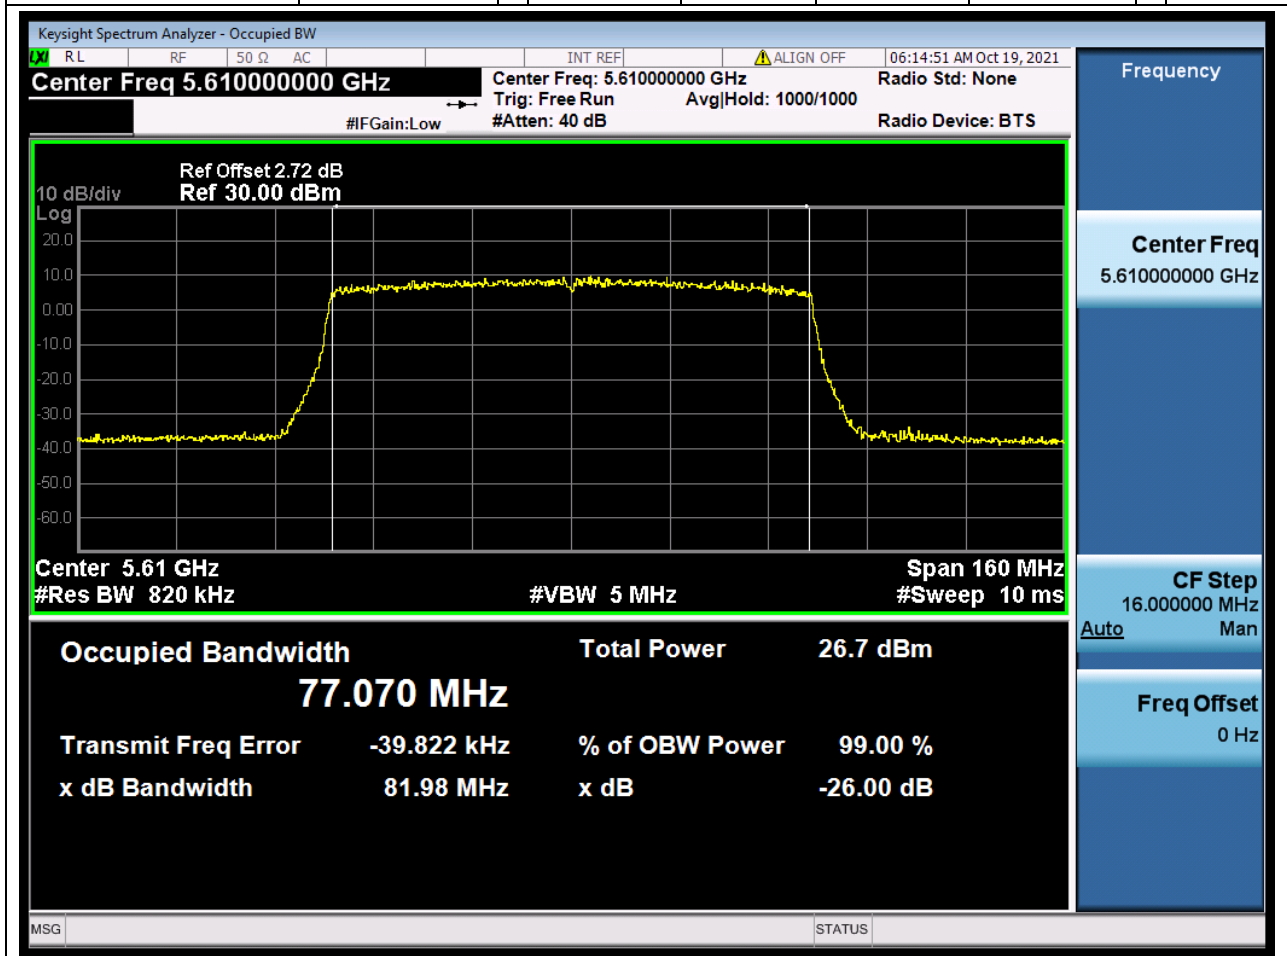 Keysight Spectrum Analyzer - Occupied BW
LXI RL RF 50 Ω AC INT REF ALIGN OFF 06:14:51 AM Oct 19, 2021
Center Freq 5.610000000 GHz
Center Freq: 5.610000000 GHz
Radio Std: None
Trig: Free Run Avg|Hold: 1000/1000
#IFGain:Low #Atten: 40 dB Radio Device: BTS
Frequency
Ref Offset 2.72 dB
10 dB/div Ref 30.00 dBm
Log
20.0
10.0
0.00
-10.0
-20.0
-30.0
-40.0
-50.0
-60.0
Center 5.61 GHz Span 160 MHz
#Res BW 820 kHz #VBW 5 MHz #Sweep 10 ms
Occupied Bandwidth Total Power 26.7 dBm
77.070 MHz
Transmit Freq Error -39.822 kHz % of OBW Power 99.00 %
x dB Bandwidth 81.98 MHz x dB -26.00 dB
Center Freq
5.610000000 GHz
CF Step
16.000000 MHz
Auto Man
Freq Offset
0 Hz
MSG STATUS